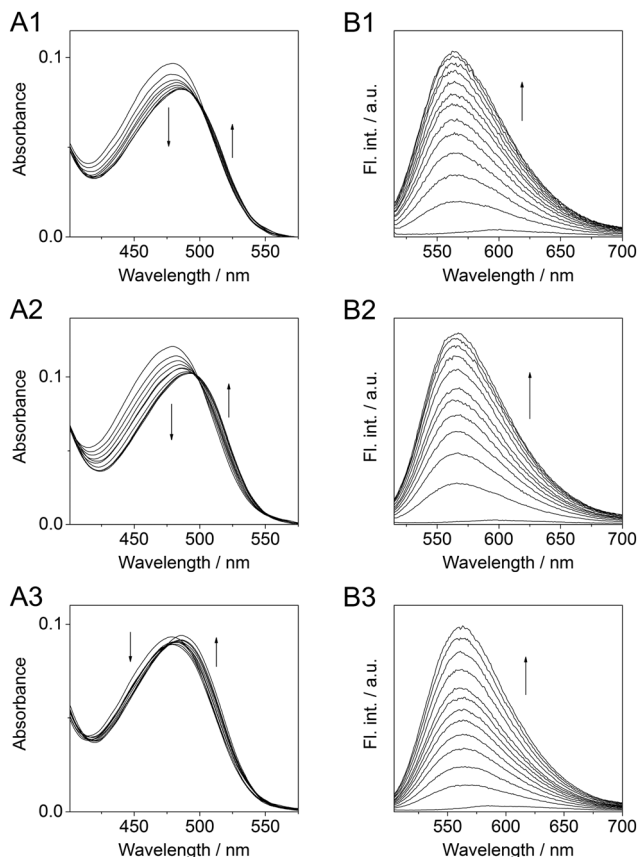 A1
B1
0.1
0.0
Absorbance
450 500 550
Wavelength / nm
Fl. int. / a.u.
550 600 650 700
Wavelength / nm
A2
B2
0.1
0.0
Absorbance
450 500 550
Wavelength / nm
Fl. int. / a.u.
550 600 650 700
Wavelength / nm
A3
B3
0.1
0.0
Absorbance
450 500 550
Wavelength / nm
Fl. int. / a.u.
550 600 650 700
Wavelength / nm